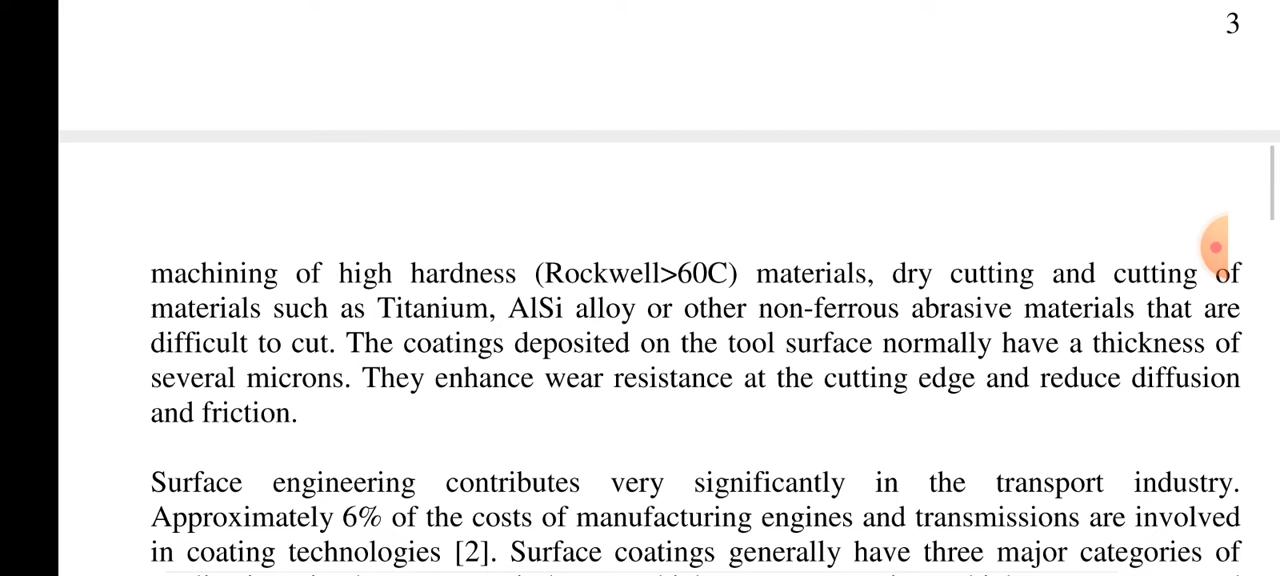 3
machining of high hardness (Rockwell>60C) materials, dry cutting and cutting of
materials such as Titanium, AlSi alloy or other non-ferrous abrasive materials that are
difficult to cut. The coatings deposited on the tool surface normally have a thickness of
several microns. They enhance wear resistance at the cutting edge and reduce diffusion
and friction.
Surface engineering contributes very significantly in the transport industry.
Approximately 6% of the costs of manufacturing engines and transmissions are involved
in coating technologies [2]. Surface coatings generally have three major categories of